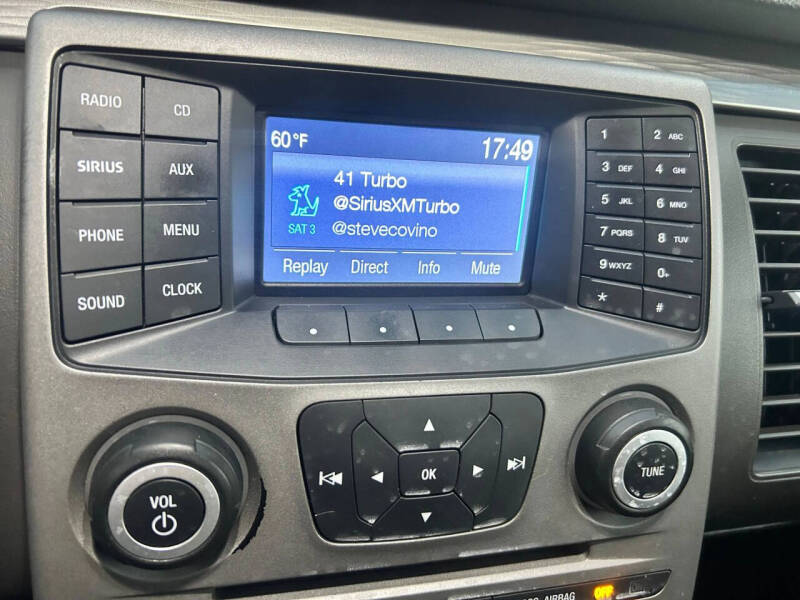 RADIO CD
SIRIUS AUX
PHONE MENU
SOUND CLOCK
60°F 17:49
41 Turbo
@SiriusXMTurbo
SAT 3 @stevecovino
Replay Direct Info Mute
1 2 ABC
3 DEF 4 GHI
5 JKL 6 MNO
7 PQRS 8 TUV
9 WXYZ 0+
* #
VOL
OK
TUNE
AIRBAG OFF